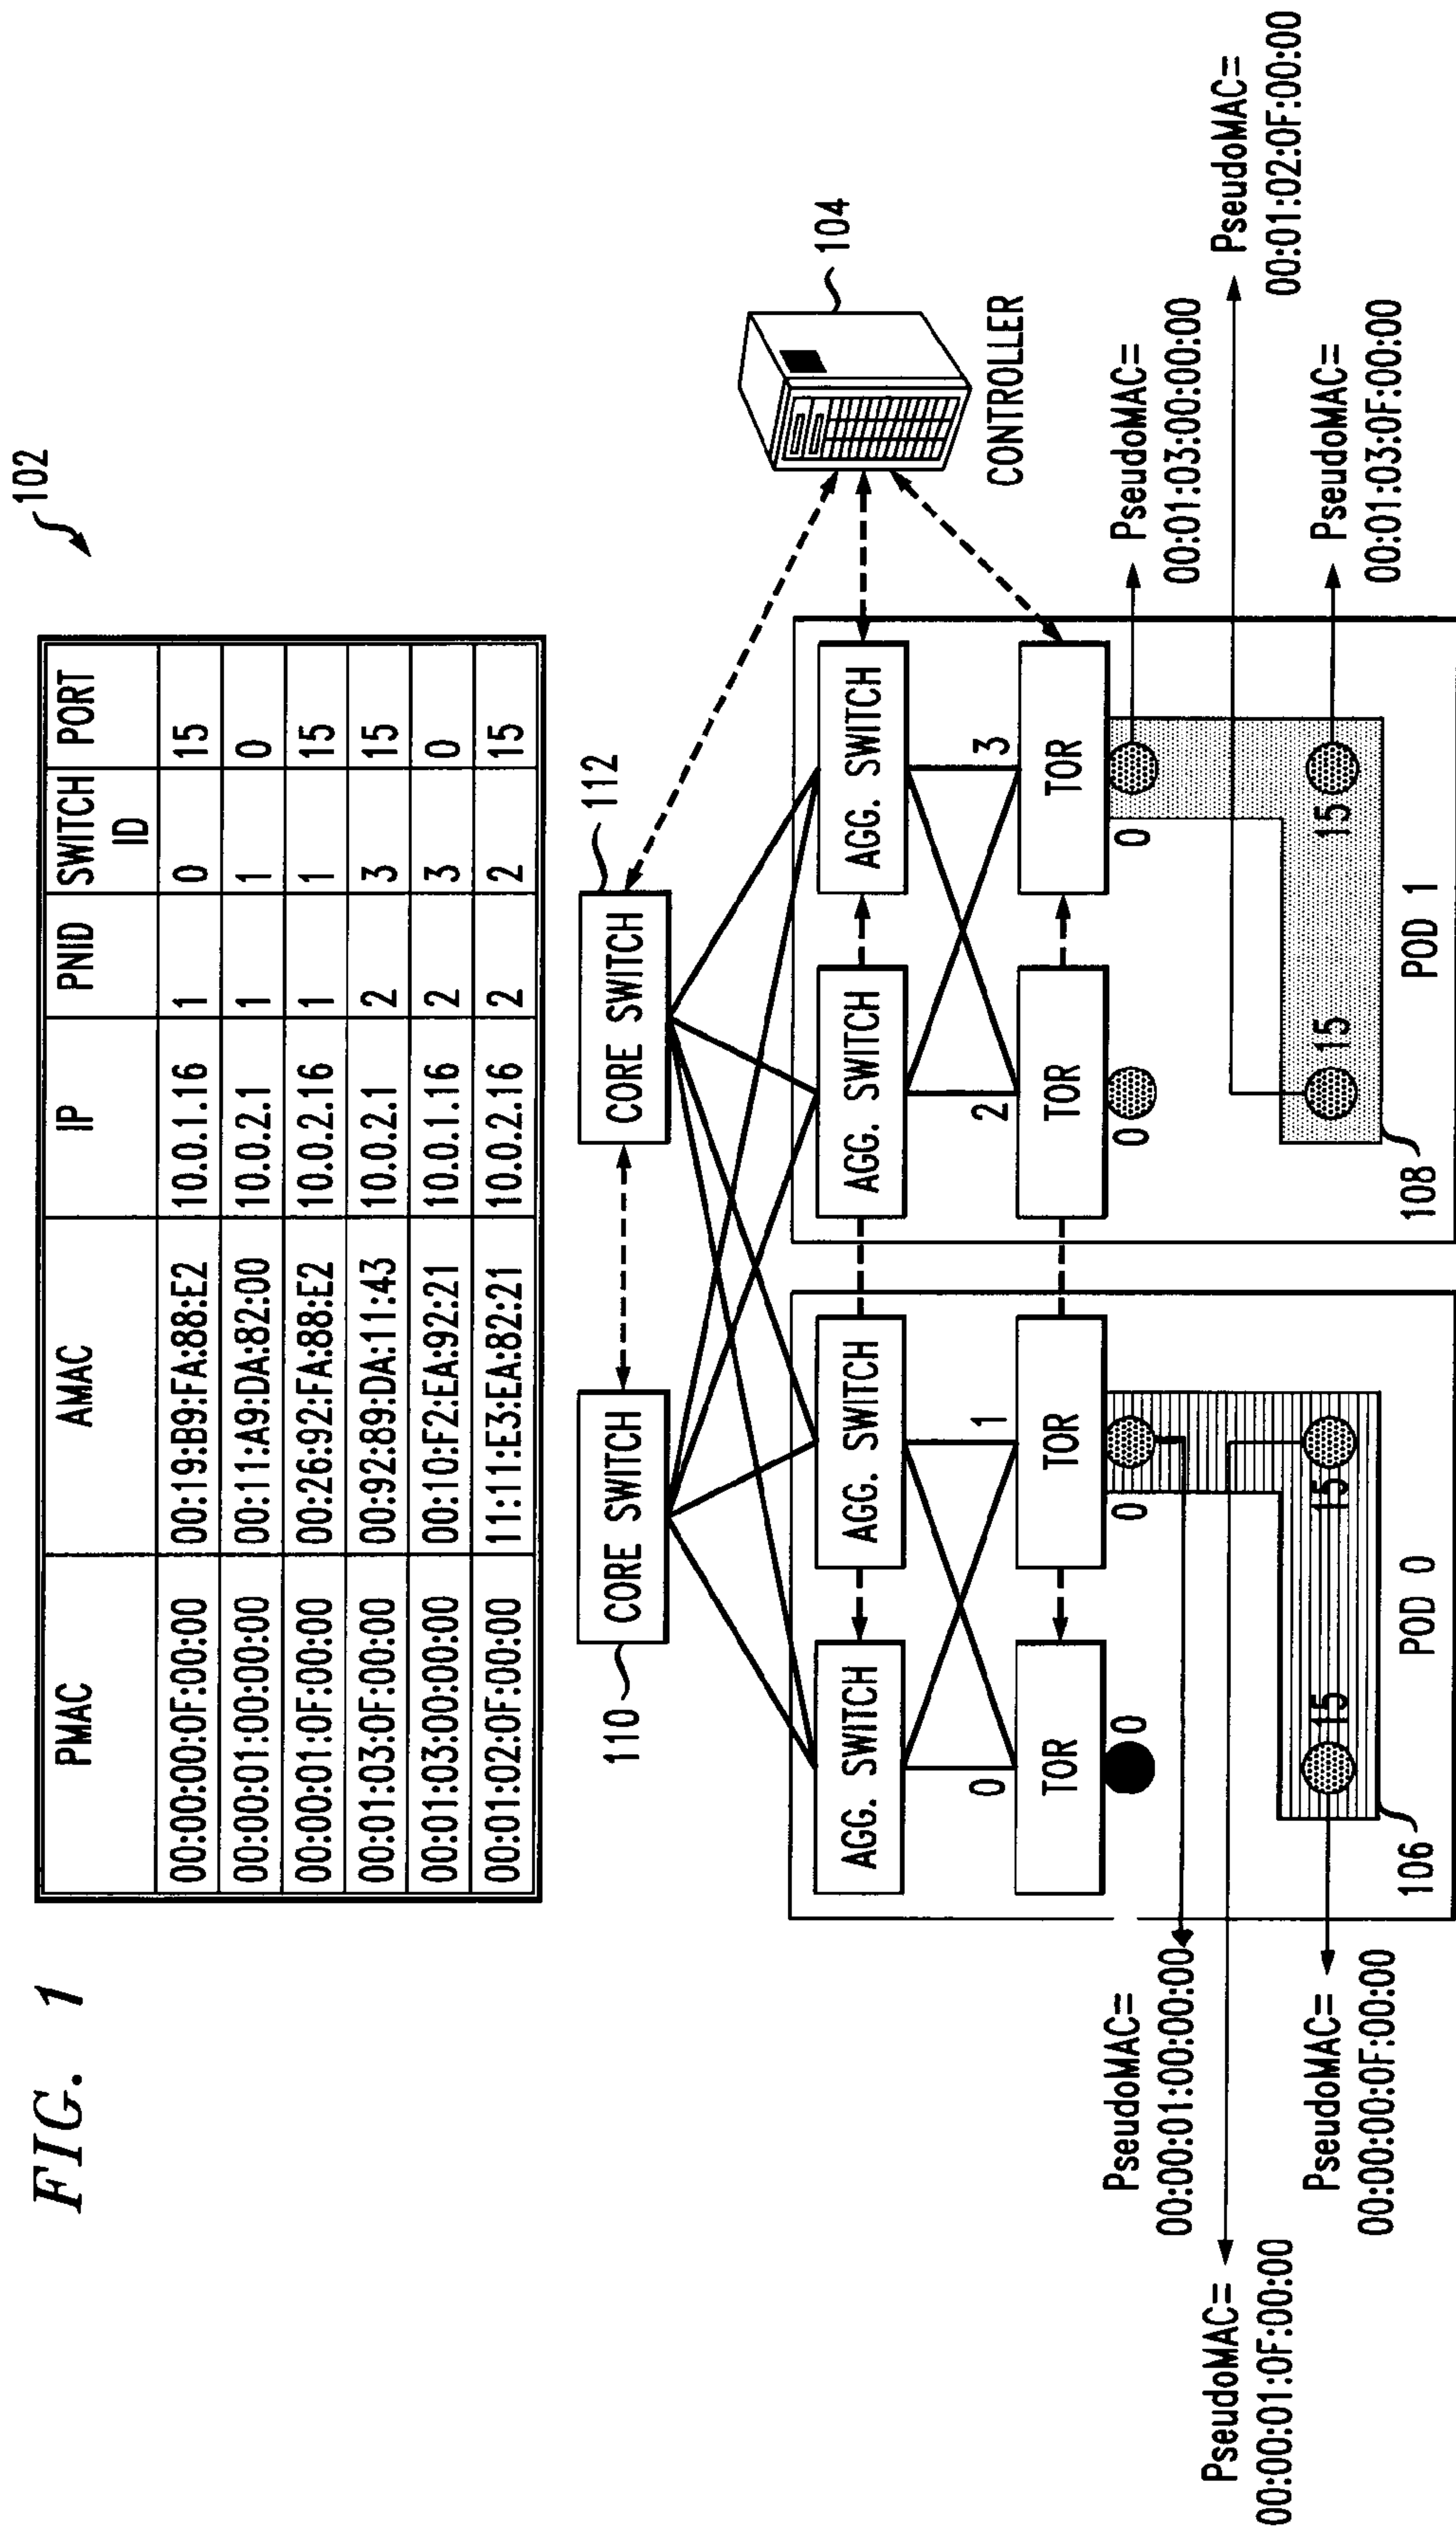 FIG. 1
102
PMAC AMAC IP PNID SWITCH ID PORT
00:00:00:0F:00:00 00:19:B9:FA:88:E2 10.0.1.16 1 0 15
00:00:01:00:00:00 00:11:A9:DA:82:00 10.0.2.1 1 1 0
00:00:01:0F:00:00 00:26:92:FA:88:E2 10.0.2.16 1 1 15
00:01:03:0F:00:00 00:92:89:DA:11:43 10.0.2.1 2 3 15
00:01:03:00:00:00 00:10:F2:EA:92:21 10.0.1.16 2 3 0
00:01:02:0F:00:00 11:11:E3:EA:82:21 10.0.2.16 2 2 15
110
CORE SWITCH
CORE SWITCH
112
104
CONTROLLER
AGG. SWITCH
AGG. SWITCH
AGG. SWITCH
AGG. SWITCH
0
1
2
3
TOR
TOR
TOR
TOR
0
0
0
0
PseudoMAC=
00:00:01:00:00:00
PseudoMAC=
00:01:03:00:00:00
PseudoMAC=
00:00:01:0F:00:00
PseudoMAC=
00:01:02:0F:00:00
PseudoMAC=
00:00:00:0F:00:00
15
15
15
15
PseudoMAC=
00:01:03:0F:00:00
106
POD 0
108
POD 1